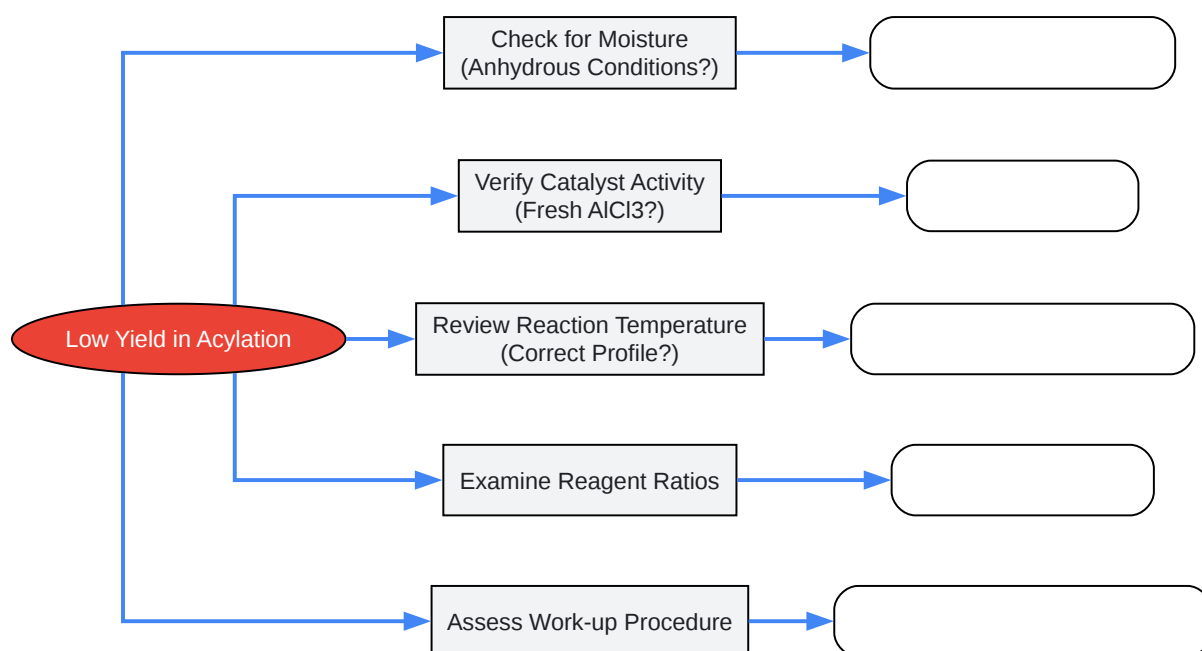 Check for Moisture
(Anhydrous Conditions?)
Verify Catalyst Activity
(Fresh AlCl3?)
Low Yield in Acylation
Review Reaction Temperature
(Correct Profile?)
Examine Reagent Ratios
Assess Work-up Procedure